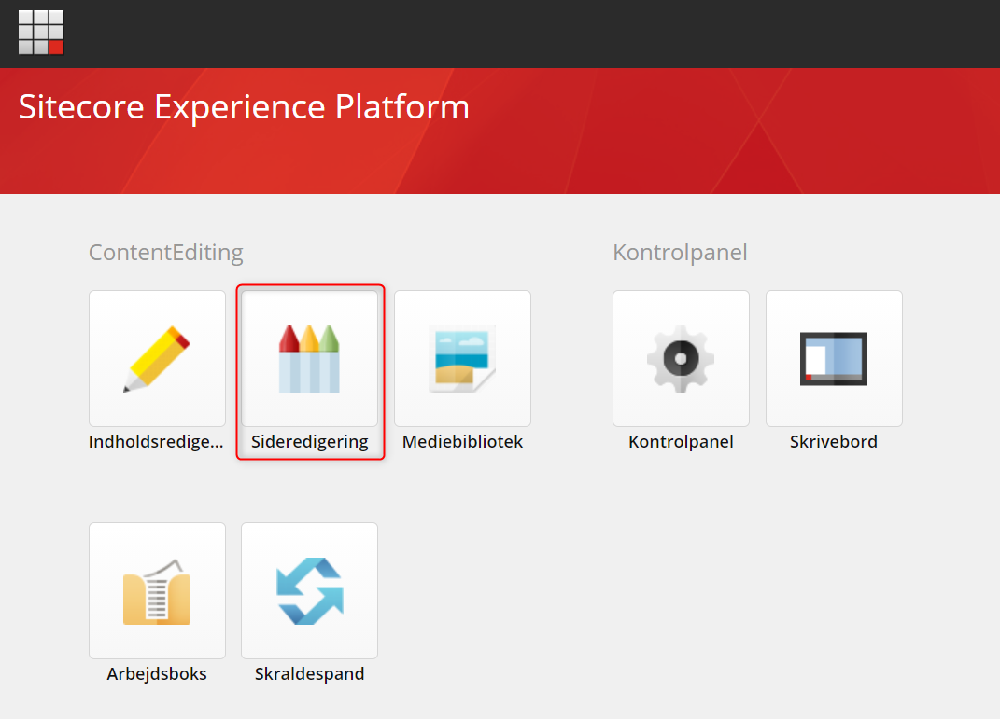 Sitecore Experience Platform
ContentEditing
Kontrolpanel
Indholdsredige...
Sideredigering
Mediebibliotek
Kontrolpanel
Skrivebord
Arbejdsboks
Skraldespand